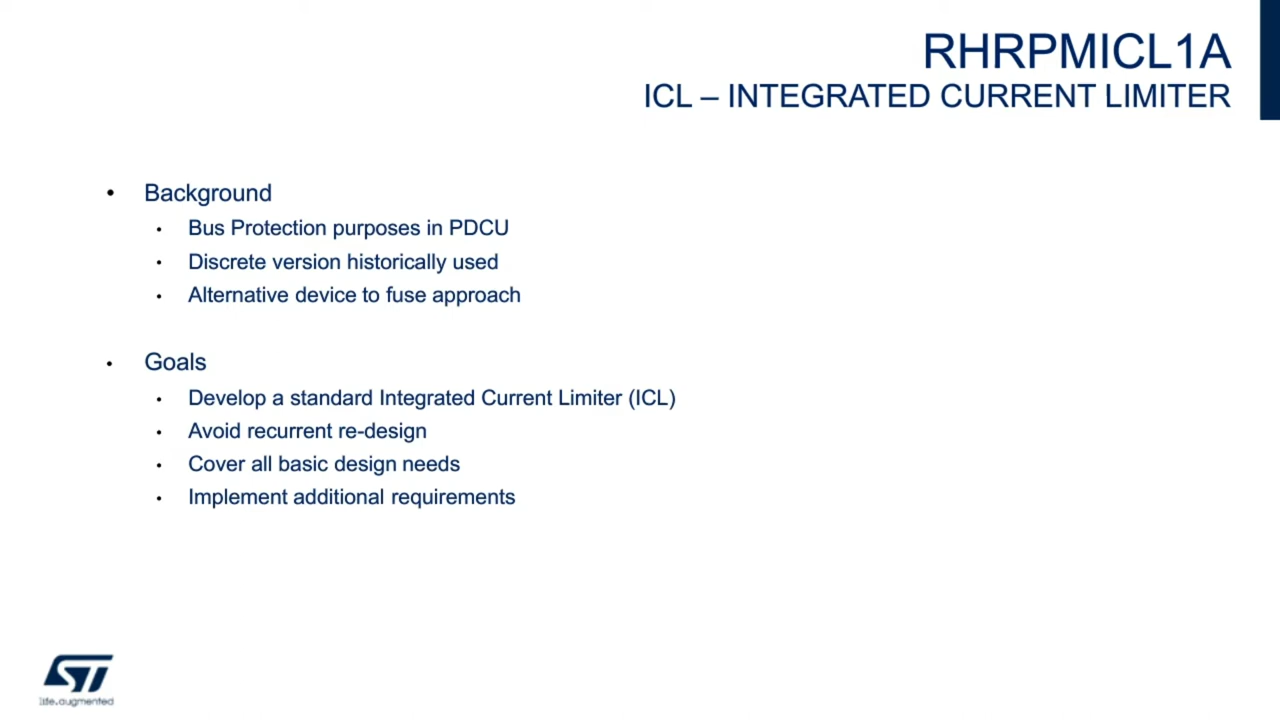 RHRPMICL1A
ICL – INTEGRATED CURRENT LIMITER
• Background
• Bus Protection purposes in PDCU
• Discrete version historically used
• Alternative device to fuse approach
• Goals
• Develop a standard Integrated Current Limiter (ICL)
• Avoid recurrent re-design
• Cover all basic design needs
• Implement additional requirements
ST
life.augmented